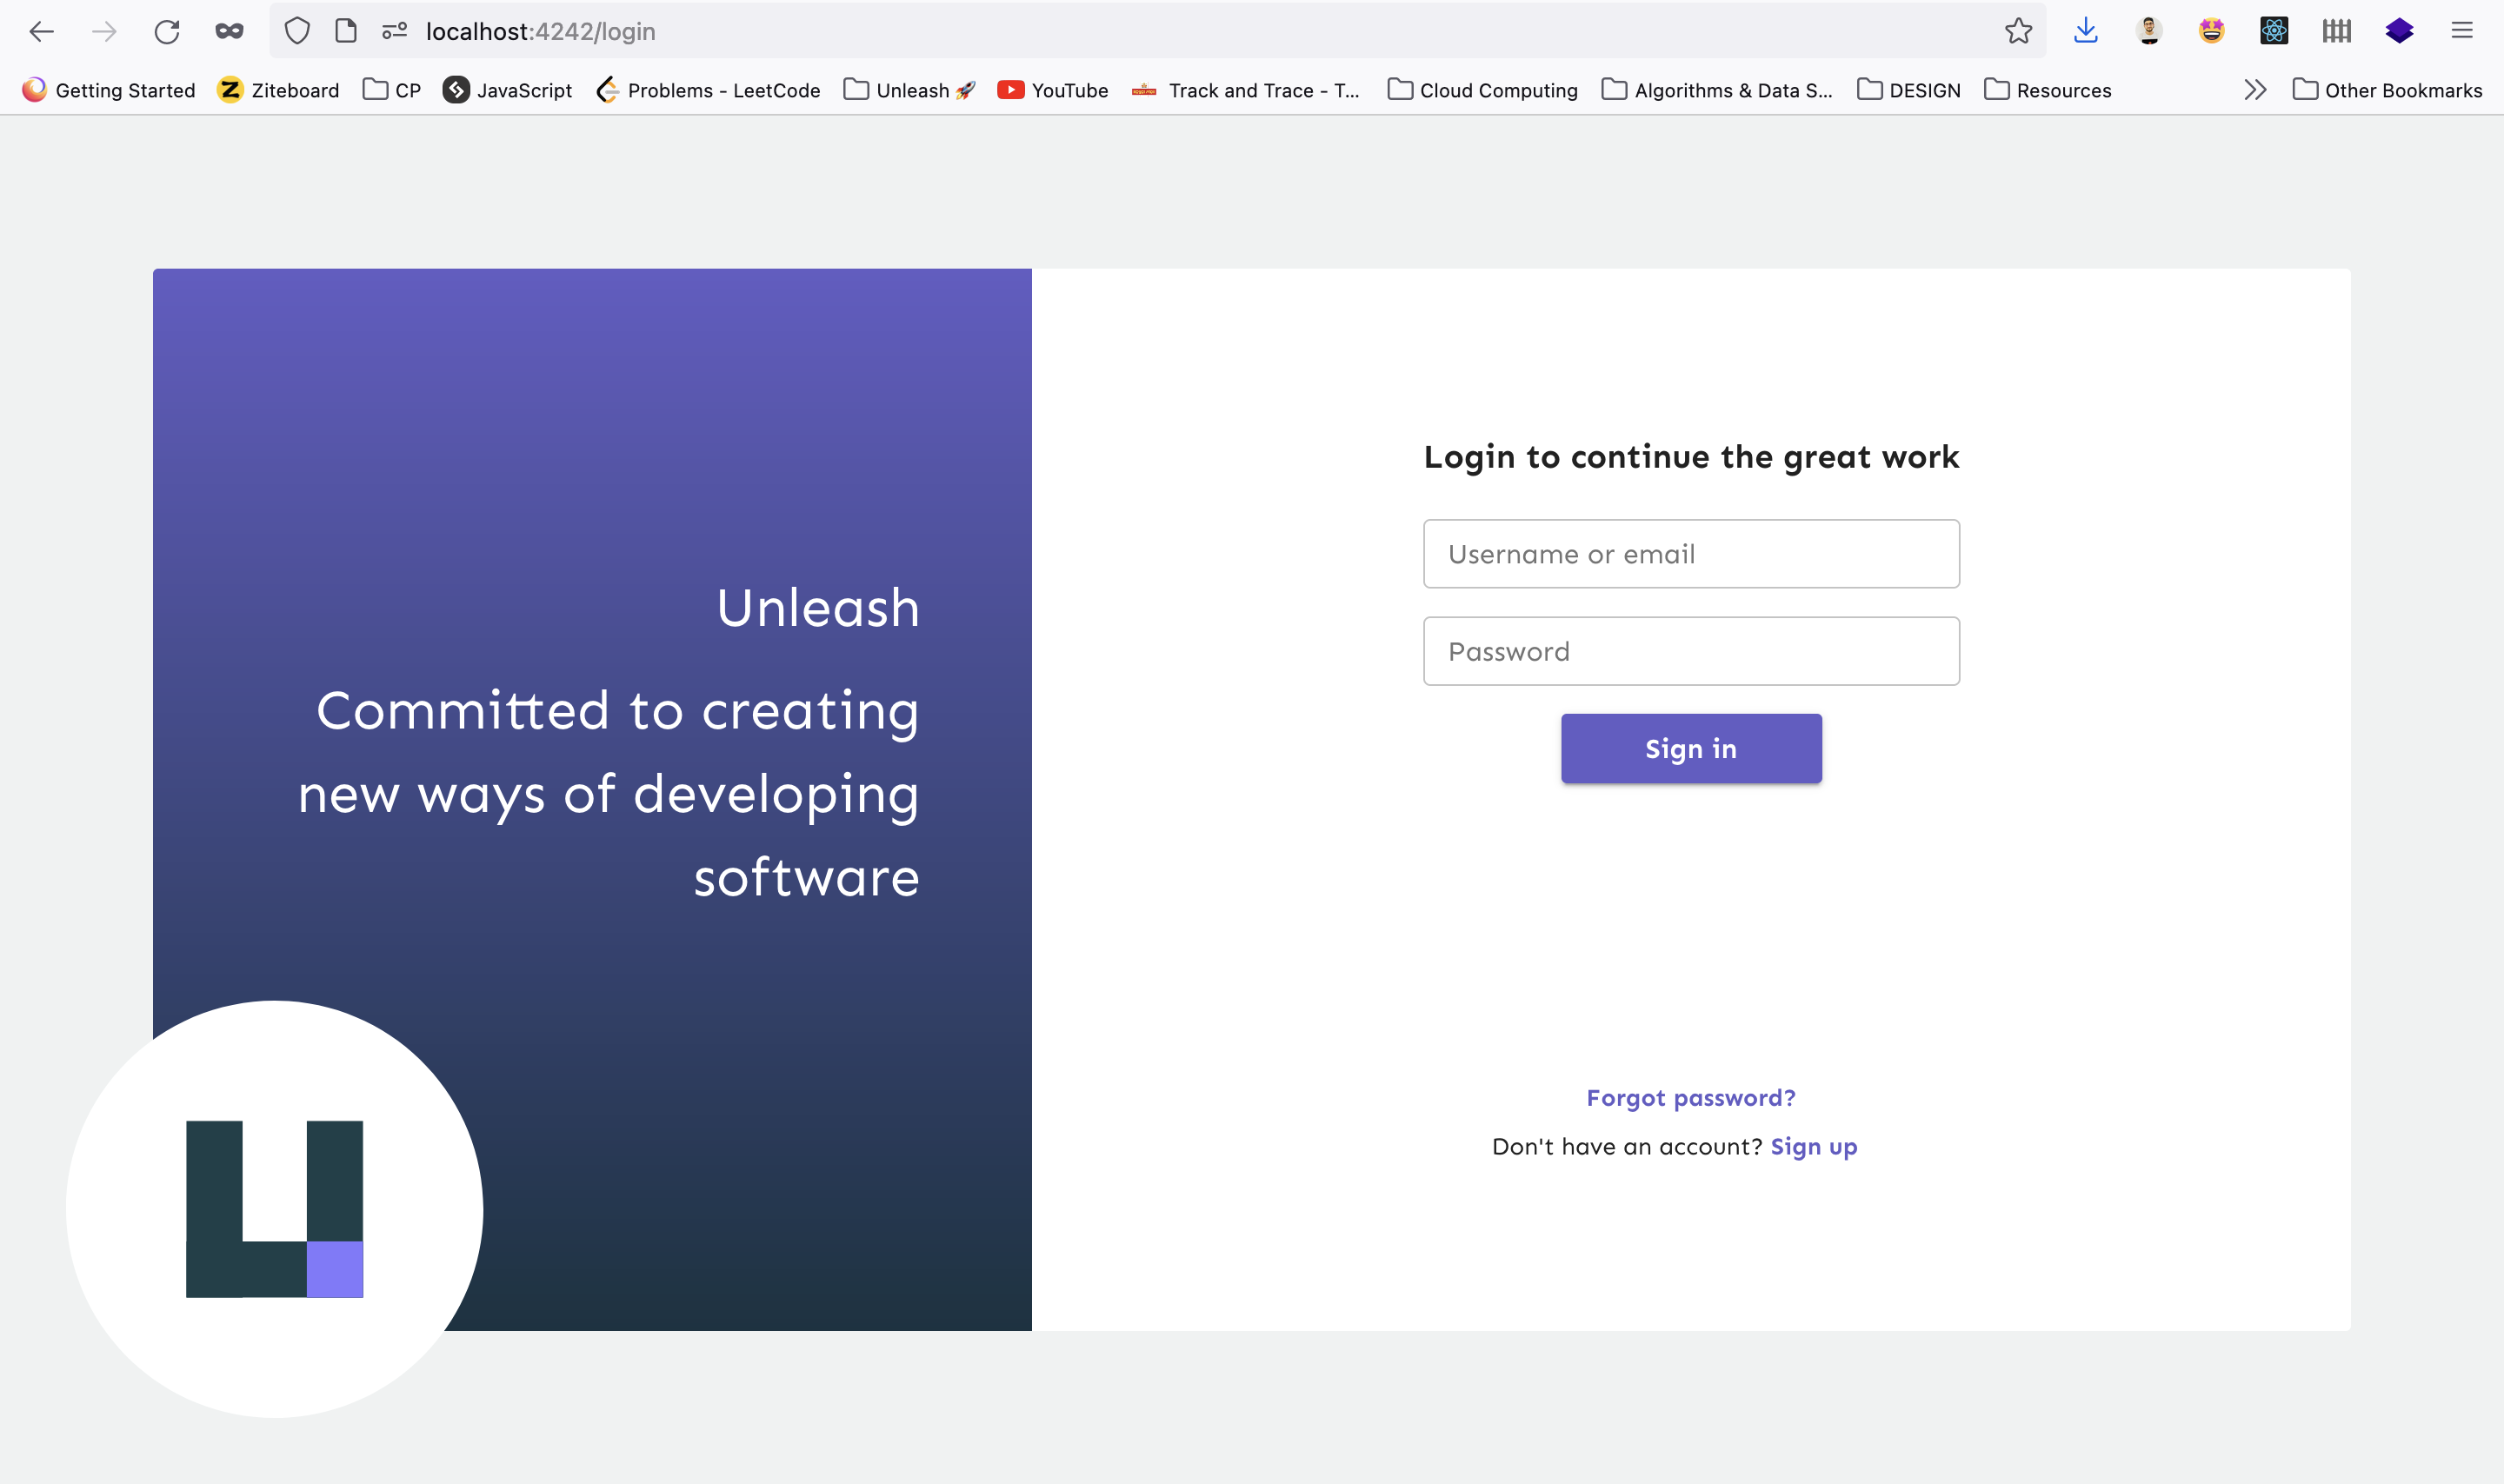 localhost:4242/login
Getting Started Ziteboard CP JavaScript Problems - LeetCode Unleash 🚀 YouTube Track and Trace - T... Cloud Computing Algorithms & Data S... DESIGN Resources Other Bookmarks
Unleash
Committed to creating
new ways of developing
software
Login to continue the great work
Username or email
Password
Sign in
Forgot password?
Don't have an account? Sign up